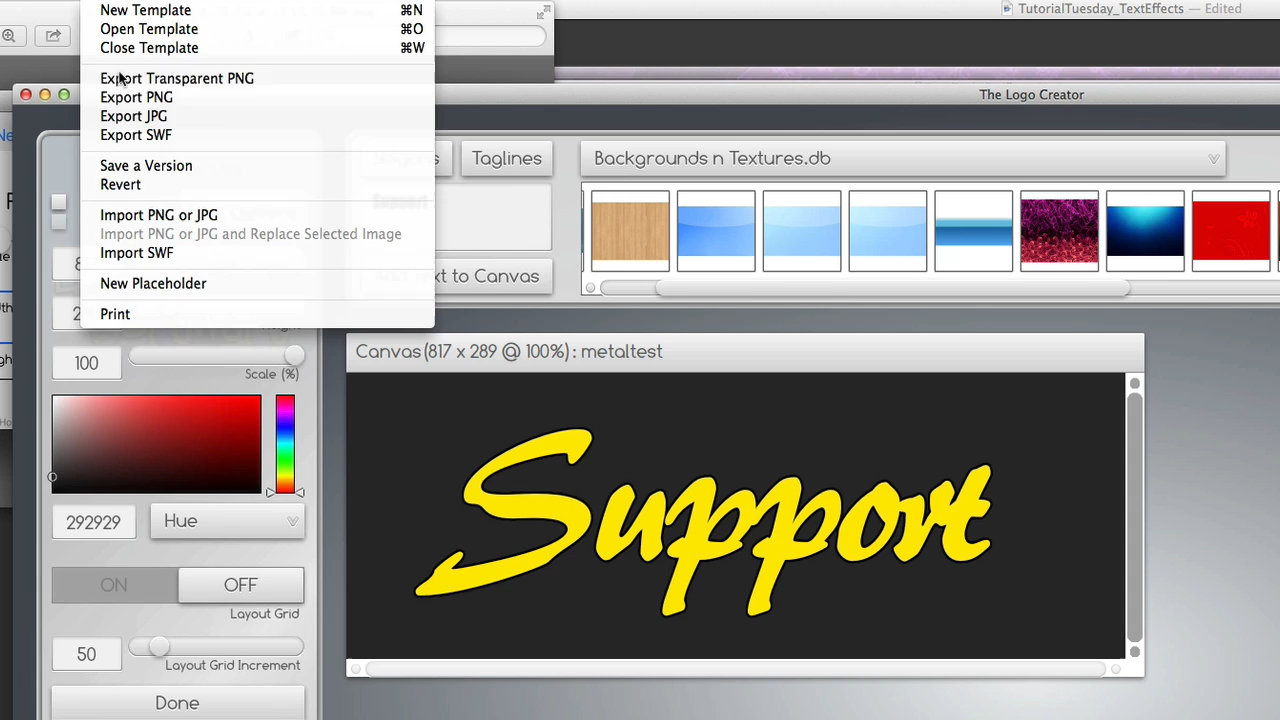 New Template ⌘N
Open Template ⌘O
Close Template ⌘W
Export Transparent PNG
Export PNG
Export JPG
Export SWF
Save a Version
Revert
Import PNG or JPG
Import PNG or JPG and Replace Selected Image
Import SWF
New Placeholder
Print
TutorialTuesday_TextEffects — Edited
The Logo Creator
Taglines
Backgrounds n Textures.db
Text to Canvas
100
Scale (%)
292929
Hue
ON
OFF
Layout Grid
50
Layout Grid Increment
Done
Canvas(817 x 289 @ 100%): metaltest
Support